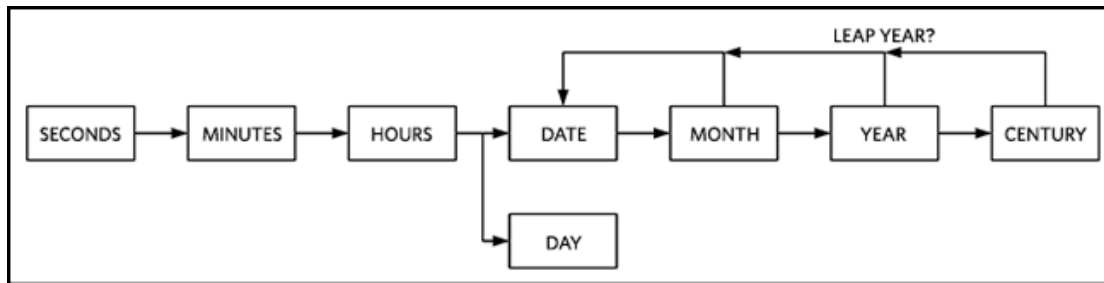 LEAP YEAR?
SECONDS MINUTES HOURS DATE MONTH YEAR CENTURY
DAY